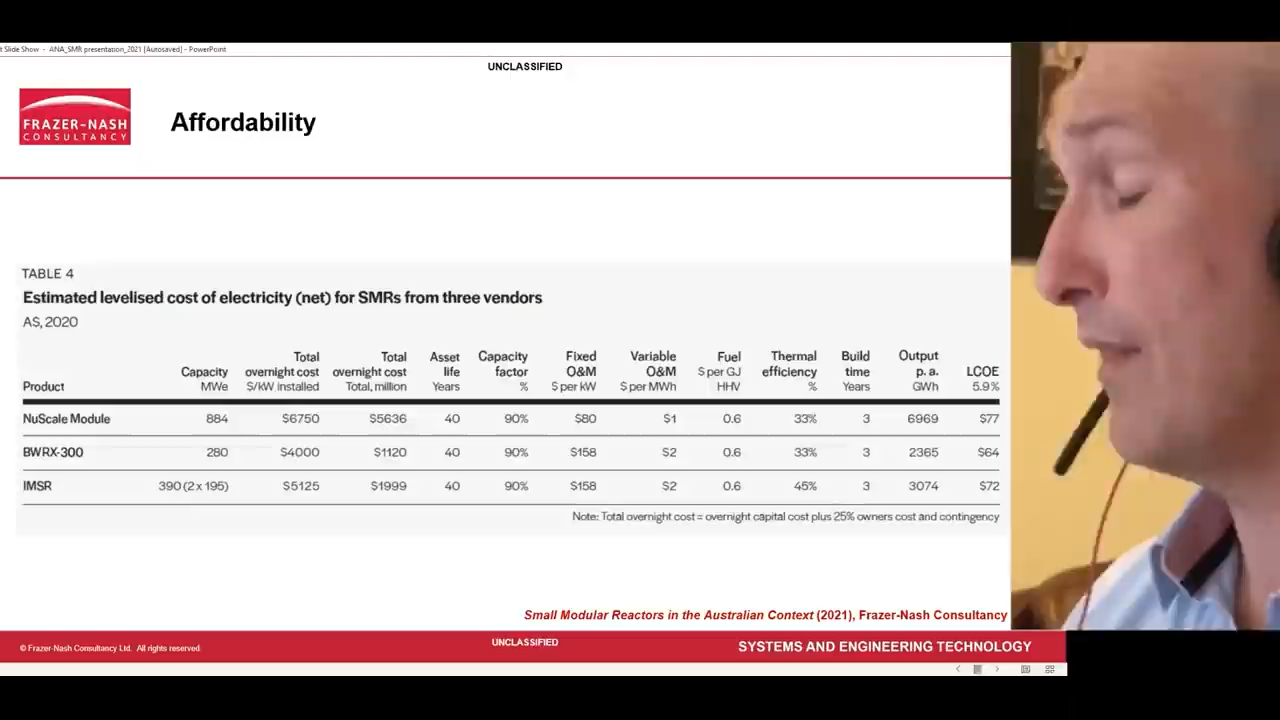 t Slide Show - ANA_SMR presentation_2021 [Autosaved] - PowerPoint
UNCLASSIFIED
FRAZER-NASH
CONSULTANCY
Affordability
TABLE 4
Estimated levelised cost of electricity (net) for SMRs from three vendors
A$, 2020
Product Capacity MWe Total overnight cost $/kW installed Total overnight cost Total, million Asset life Years Capacity factor % Fixed O&M $ per kW Variable O&M $ per MWh Fuel $ per GJ HHV Thermal efficiency % Build time Years Output p. a. GWh LCOE 5.9%
NuScale Module 884 $6750 $5636 40 90% $80 $1 0.6 33% 3 6969 $77
BWRX-300 280 $4000 $1120 40 90% $158 $2 0.6 33% 3 2365 $64
IMSR 390 (2 x 195) $5125 $1999 40 90% $158 $2 0.6 45% 3 3074 $72
Note: Total overnight cost = overnight capital cost plus 25% owners cost and contingency
Small Modular Reactors in the Australian Context (2021), Frazer-Nash Consultancy
© Frazer-Nash Consultancy Ltd. All rights reserved.
UNCLASSIFIED
SYSTEMS AND ENGINEERING TECHNOLOGY